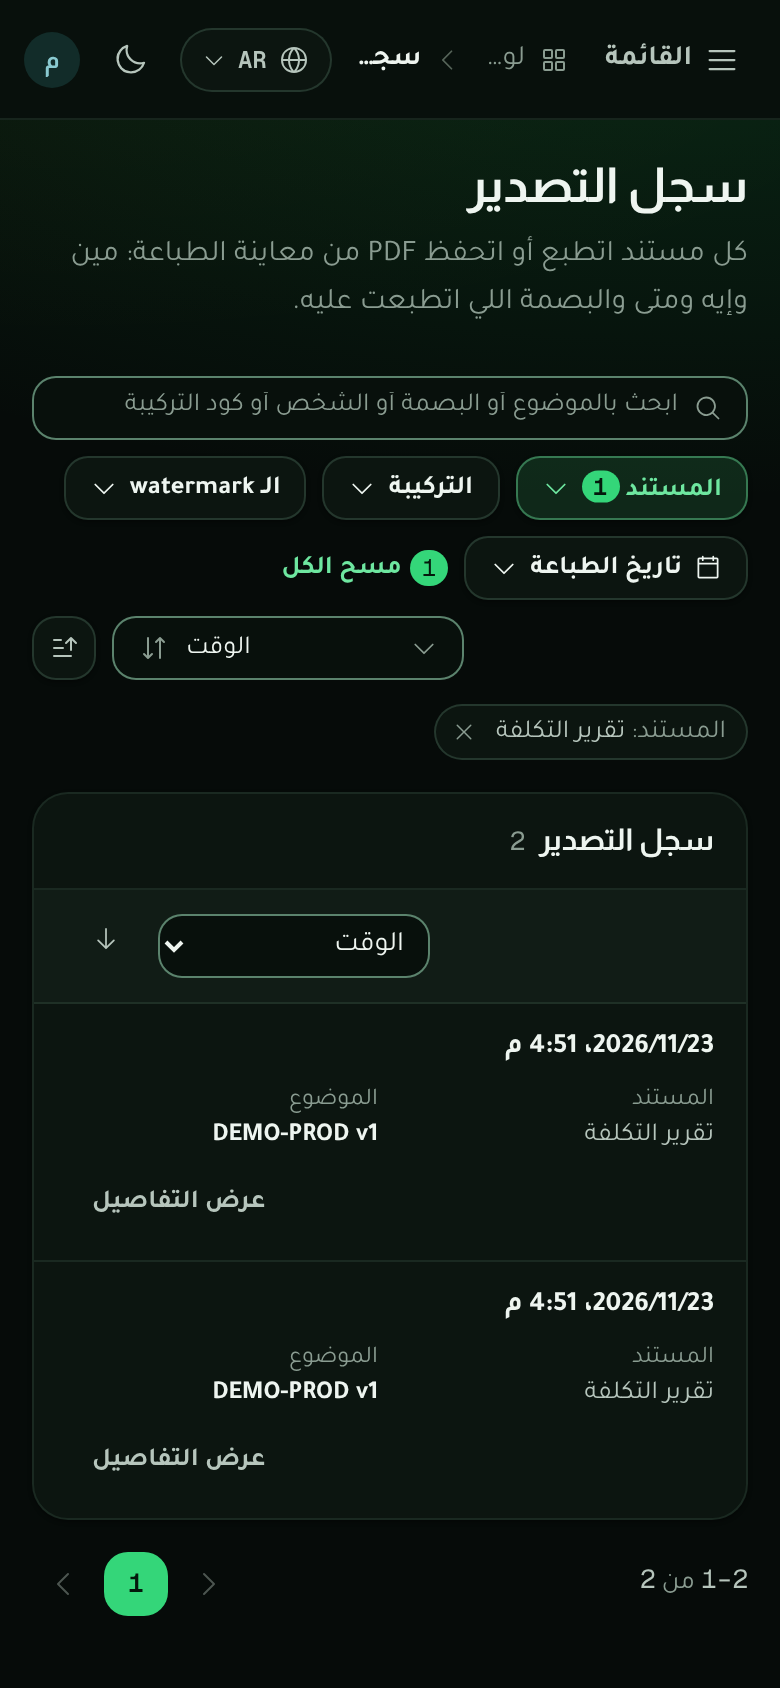 القائمة
لو...
سجـ...
AR
م
سجل التصدير
كل مستند اتطبع أو اتحفظ PDF من معاينة الطباعة: مين
وإيه ومتى والبصمة اللي اتطبعت عليه.
ابحث بالموضوع أو البصمة أو الشخص أو كود التركيبة
المستند 1
التركيبة
الـ watermark
تاريخ الطباعة
1 مسح الكل
الوقت
المستند: تقرير التكلفة
سجل التصدير 2
الوقت
2026/11/23، 4:51 م
المستند
الموضوع
تقرير التكلفة
DEMO-PROD v1
عرض التفاصيل
2026/11/23، 4:51 م
المستند
الموضوع
تقرير التكلفة
DEMO-PROD v1
عرض التفاصيل
1–2 من 2
1